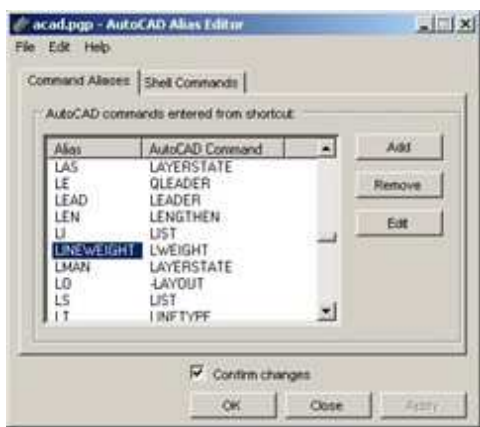 acad.pgp - AutoCAD Alias Editor
File Edit Help
Command Aliases Shell Commands
AutoCAD commands entered from shortcut:
Alias AutoCAD Command
LAS LAYERSTATE
LE QLEADER
LEAD LEADER
LEN LENGTHEN
LI LIST
LINEWEIGHT LWEIGHT
LMAN LAYERSTATE
LO -LAYOUT
LS LIST
LT LINETYPE
Add
Remove
Edit
Confirm changes
OK Close Apply